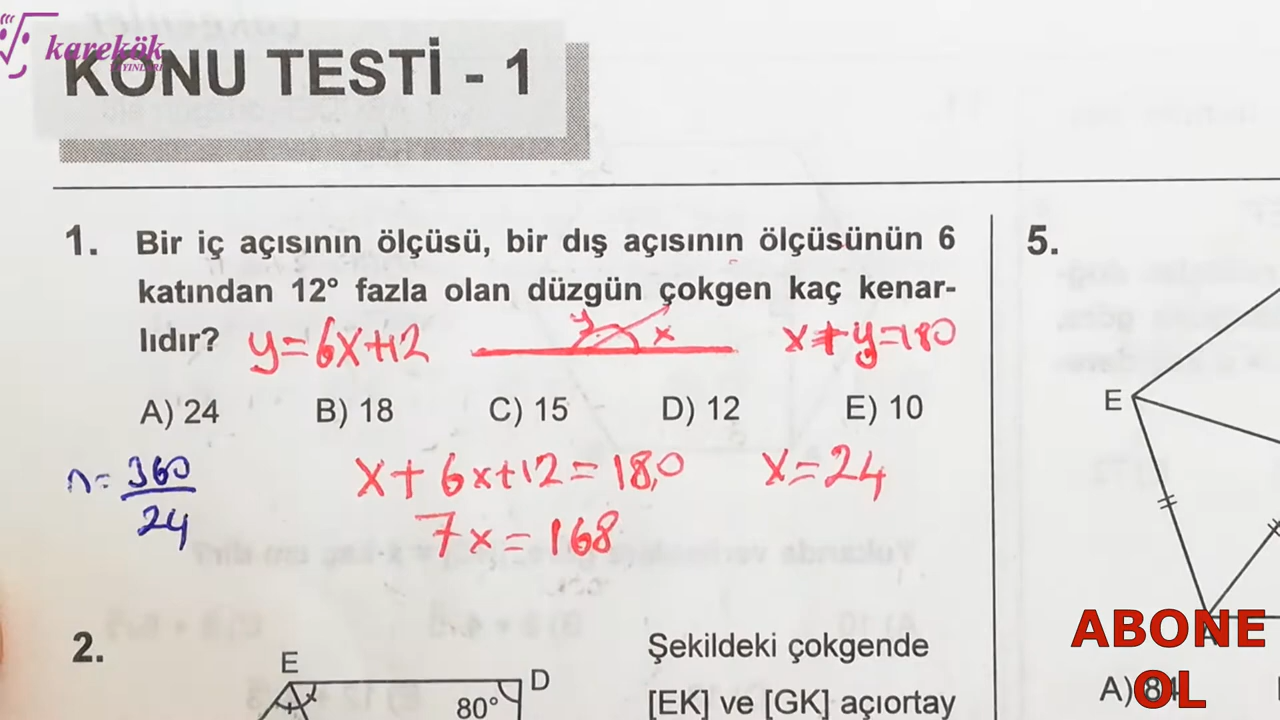 karekök
YAYINLARI
KONU TESTİ - 1
1. Bir iç açısının ölçüsü, bir dış açısının ölçüsünün 6
katından 12° fazla olan düzgün çokgen kaç kenar-
lıdır?
y=6x+12
y
x
x+y=180
A) 24 B) 18 C) 15 D) 12 E) 10
n=360/24
x+6x+12=180
x=24
7x=168
2.
E
D
80°
Şekildeki çokgende
[EK] ve [GK] açıortay
5.
E
A)
ABONE
OL